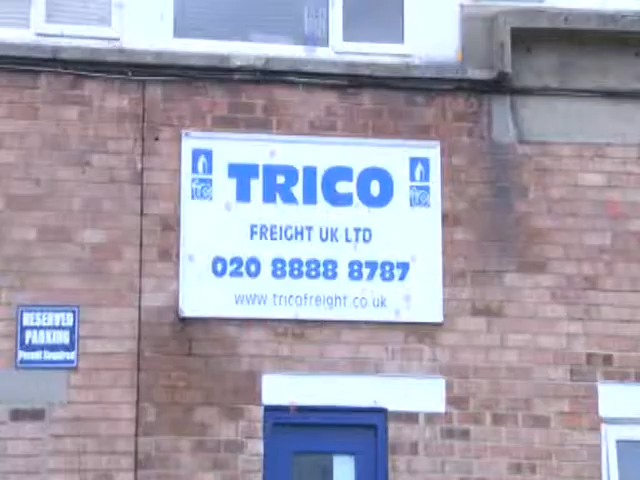 TRICO
FREIGHT UK LTD
020 8888 8787
www.tricofreight.co.uk
RESERVED
PARKING
Permit Required